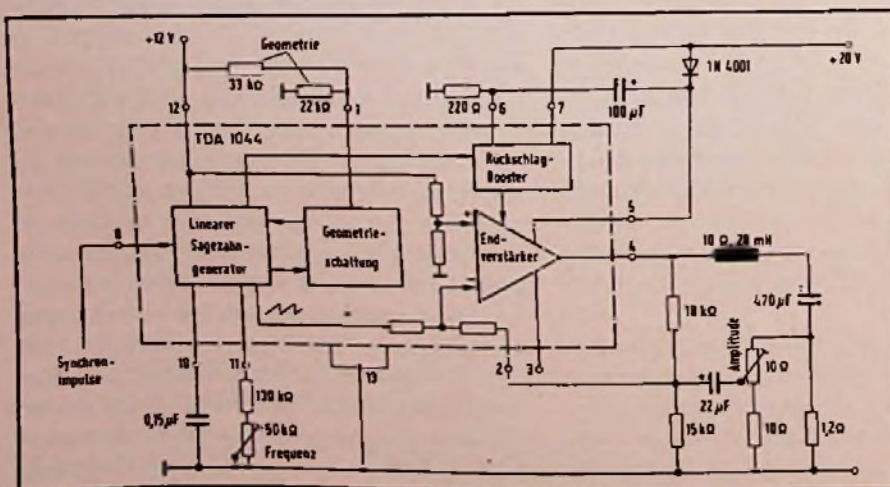 +12V
Geometrie
33 kΩ
22 kΩ
12
1
220 Ω
6
7
100 µF
+
1N 4001
+20V
TDA 1044
Rückschlag-
Booster
5
4
8
Linearer
Sägezahn-
generator
Geometrie-
schaltung
+
-
End-
verstärker
10 Ω, 20 mH
470 µF
+
18 kΩ
Amplitude
10 Ω
Synchron-
impulse
10
11
13
2
3
+
22 µF
130 kΩ
0,15 µF
50 kΩ
Frequenz
15 kΩ
10 Ω
1,2 Ω